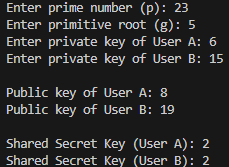 Enter prime number (p): 23
Enter primitive root (g): 5
Enter private key of User A: 6
Enter private key of User B: 15
Public key of User A: 8
Public key of User B: 19
Shared Secret Key (User A): 2
Shared Secret Key (User B): 2